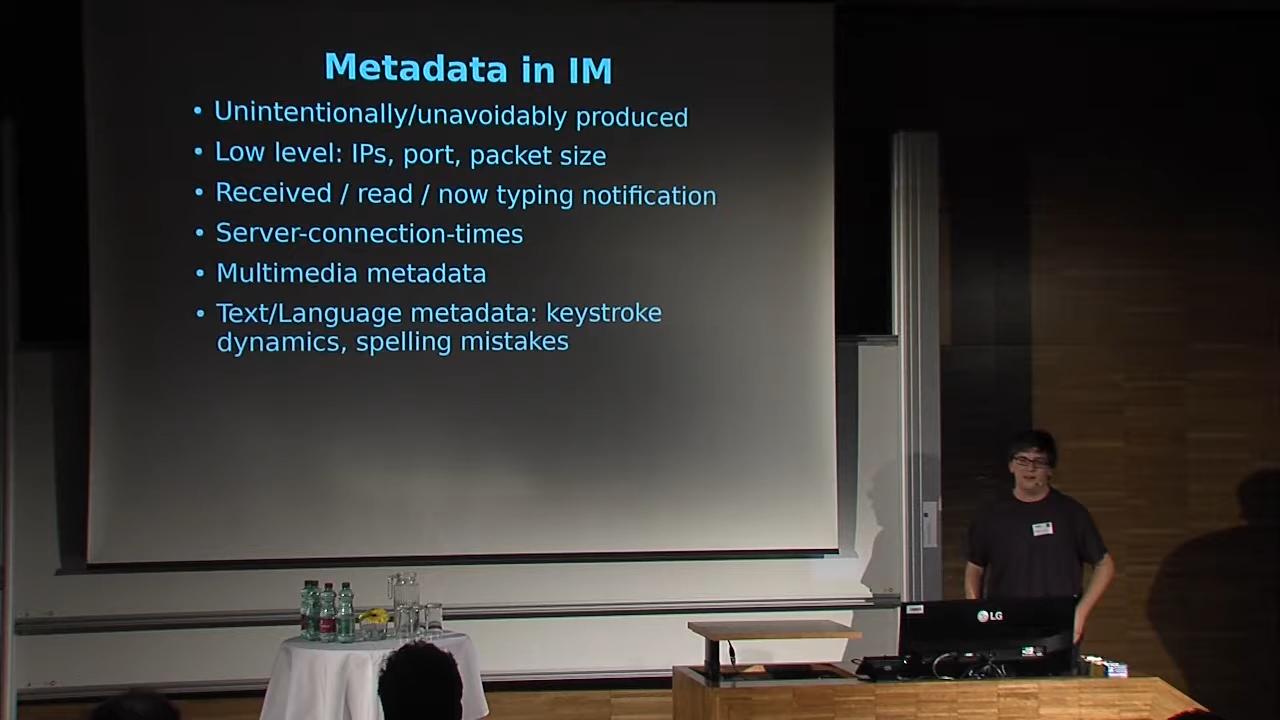 Metadata in IM
• Unintentionally/unavoidably produced
• Low level: IPs, port, packet size
• Received / read / now typing notification
• Server-connection-times
• Multimedia metadata
• Text/Language metadata: keystroke
dynamics, spelling mistakes
LG